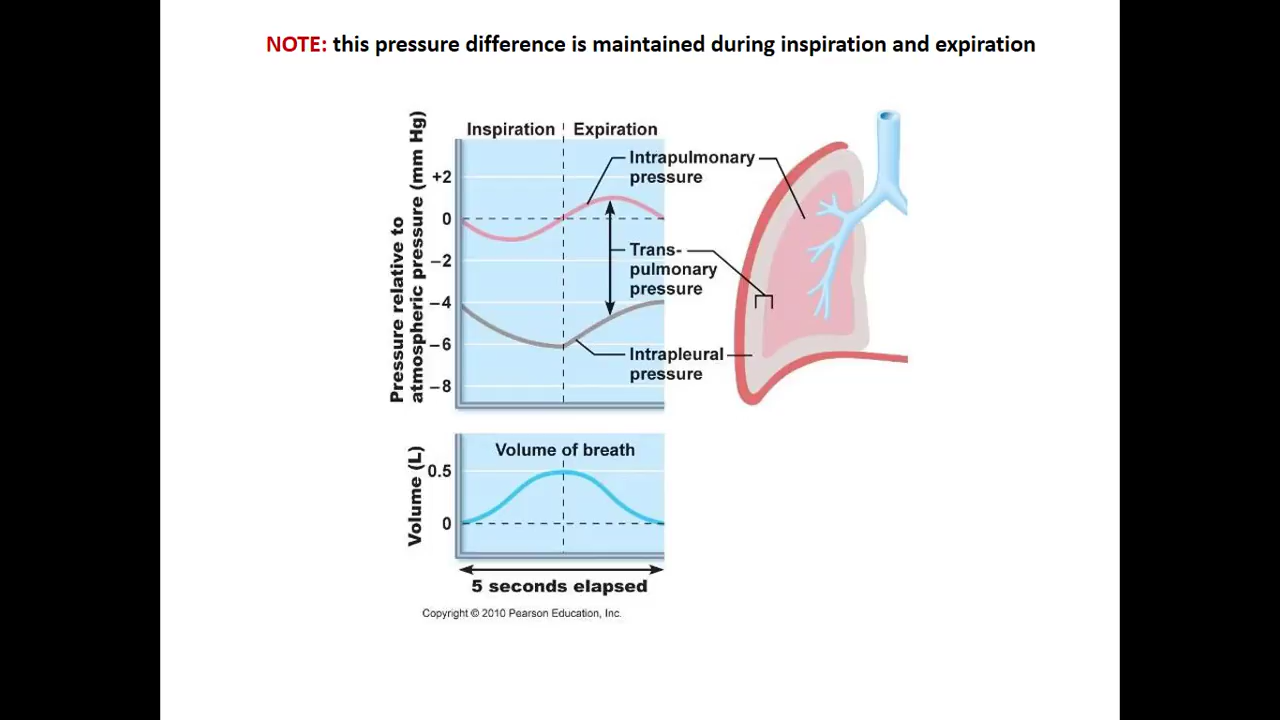 NOTE: this pressure difference is maintained during inspiration and expiration
Pressure relative to
atmospheric pressure (mm Hg)
Inspiration
Expiration
+2
0
−2
−4
−6
−8
Intrapulmonary
pressure
Trans-
pulmonary
pressure
Intrapleural
pressure
Volume (L)
Volume of breath
0.5
0
5 seconds elapsed
Copyright © 2010 Pearson Education, Inc.